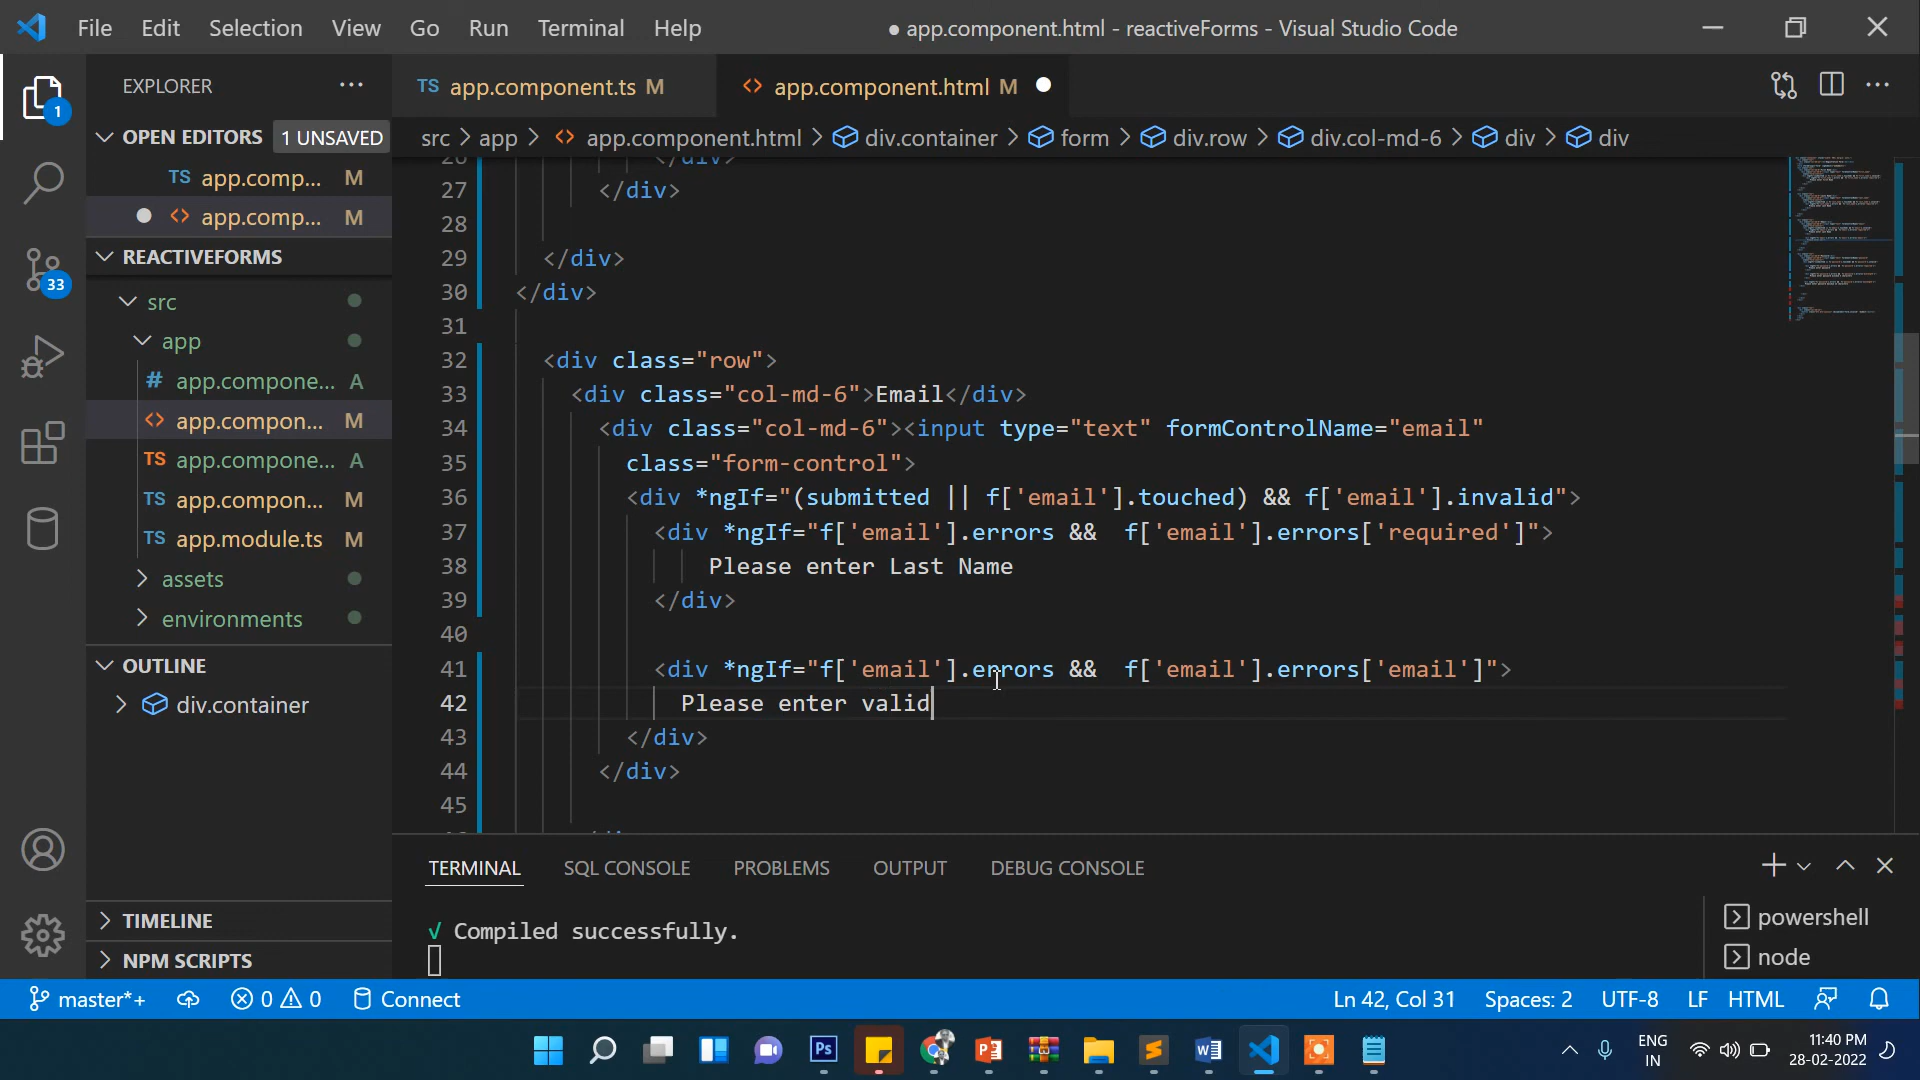 File Edit Selection View Go Run Terminal Help ● app.component.html - reactiveForms - Visual Studio Code
EXPLORER ...
TS app.component.ts M <> app.component.html M
OPEN EDITORS 1 UNSAVED
src > app > <> app.component.html > div.container > form > div.row > div.col-md-6 > div > div
TS app.comp... M
<> app.comp... M
REACTIVEFORMS
src
app
# app.compone... A
<> app.compon... M
TS app.compone... A
TS app.compon... M
TS app.module.ts M
assets
environments
OUTLINE
div.container
TIMELINE
NPM SCRIPTS
1
33
26 </div>
27 </div>
28
29 </div>
30 </div>
31
32 <div class="row">
33 <div class="col-md-6">Email</div>
34 <div class="col-md-6"><input type="text" formControlName="email"
35 class="form-control">
36 <div *ngIf="(submitted || f['email'].touched) && f['email'].invalid">
37 <div *ngIf="f['email'].errors &&  f['email'].errors['required']">
38 Please enter Last Name
39 </div>
40
41 <div *ngIf="f['email'].errors &&  f['email'].errors['email']">
42 Please enter valid
43 </div>
44 </div>
45
TERMINAL SQL CONSOLE PROBLEMS OUTPUT DEBUG CONSOLE
√ Compiled successfully.
powershell
node
master*+ 0 0 Connect Ln 42, Col 31 Spaces: 2 UTF-8 LF HTML
Ps P W
ENG
IN
11:40 PM
28-02-2022